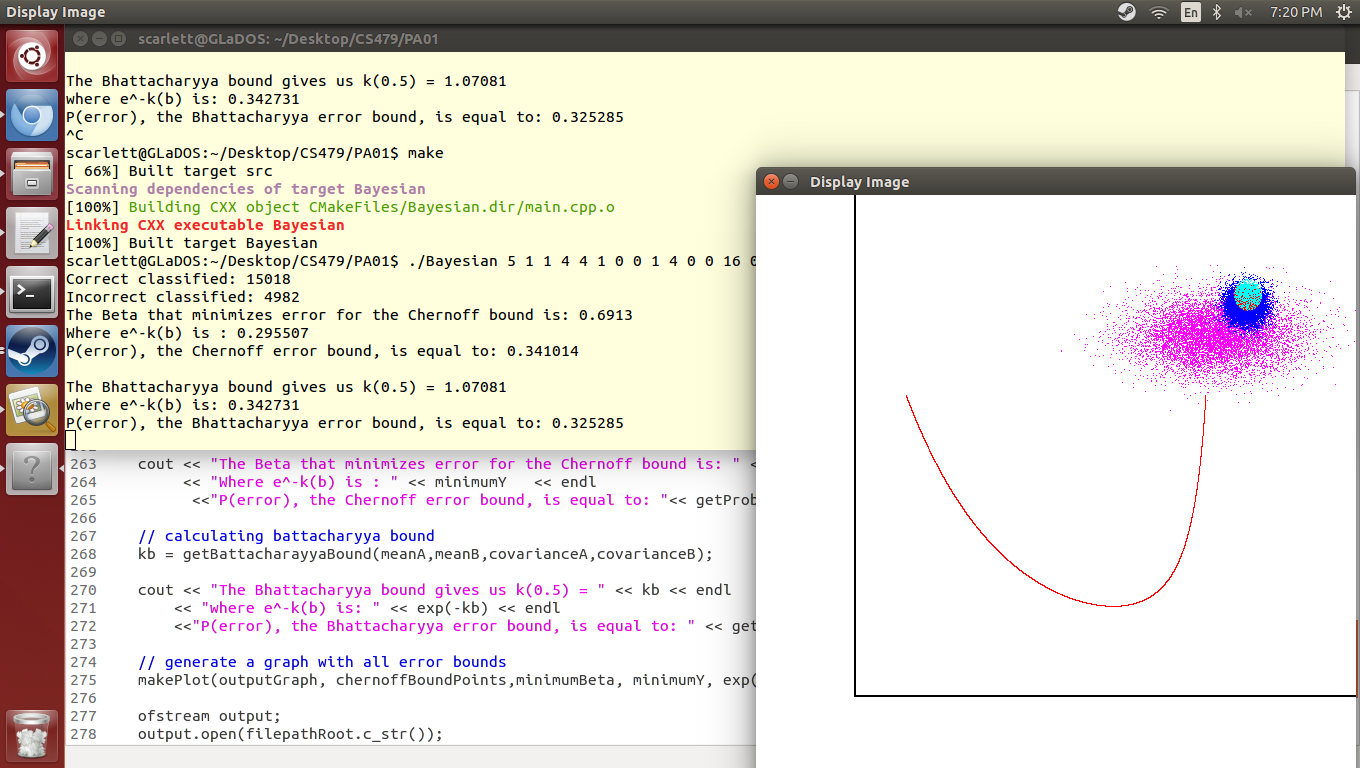 Display Image
En
7:20 PM
scarlett@GLaDOS: ~/Desktop/CS479/PA01
The Bhattacharyya bound gives us k(0.5) = 1.07081
where e^-k(b) is: 0.342731
P(error), the Bhattacharyya error bound, is equal to: 0.325285
^C
scarlett@GLaDOS:~/Desktop/CS479/PA01$ make
[ 66%] Built target src
Scanning dependencies of target Bayesian
[100%] Building CXX object CMakeFiles/Bayesian.dir/main.cpp.o
Linking CXX executable Bayesian
[100%] Built target Bayesian
scarlett@GLaDOS:~/Desktop/CS479/PA01$ ./Bayesian 5 1 1 4 4 1 0 0 1 4 0 0 16 0
Correct classified: 15018
Incorrect classified: 4982
The Beta that minimizes error for the Chernoff bound is: 0.6913
Where e^-k(b) is : 0.295507
P(error), the Chernoff error bound, is equal to: 0.341014
The Bhattacharyya bound gives us k(0.5) = 1.07081
where e^-k(b) is: 0.342731
P(error), the Bhattacharyya error bound, is equal to: 0.325285
263 cout << "The Beta that minimizes error for the Chernoff bound is: " <
264 << "Where e^-k(b) is : " << minimumY << endl
265 <<"P(error), the Chernoff error bound, is equal to: "<< getProb
266
267 // calculating battacharyya bound
268 kb = getBattacharayyaBound(meanA,meanB,covarianceA,covarianceB);
269
270 cout << "The Bhattacharyya bound gives us k(0.5) = " << kb << endl
271 << "where e^-k(b) is: " << exp(-kb) << endl
272 <<"P(error), the Bhattacharyya error bound, is equal to: " << get
273
274 // generate a graph with all error bounds
275 makePlot(outputGraph, chernoffBoundPoints,minimumBeta, minimumY, exp(
276
277 ofstream output;
278 output.open(filepathRoot.c_str());
Display Image